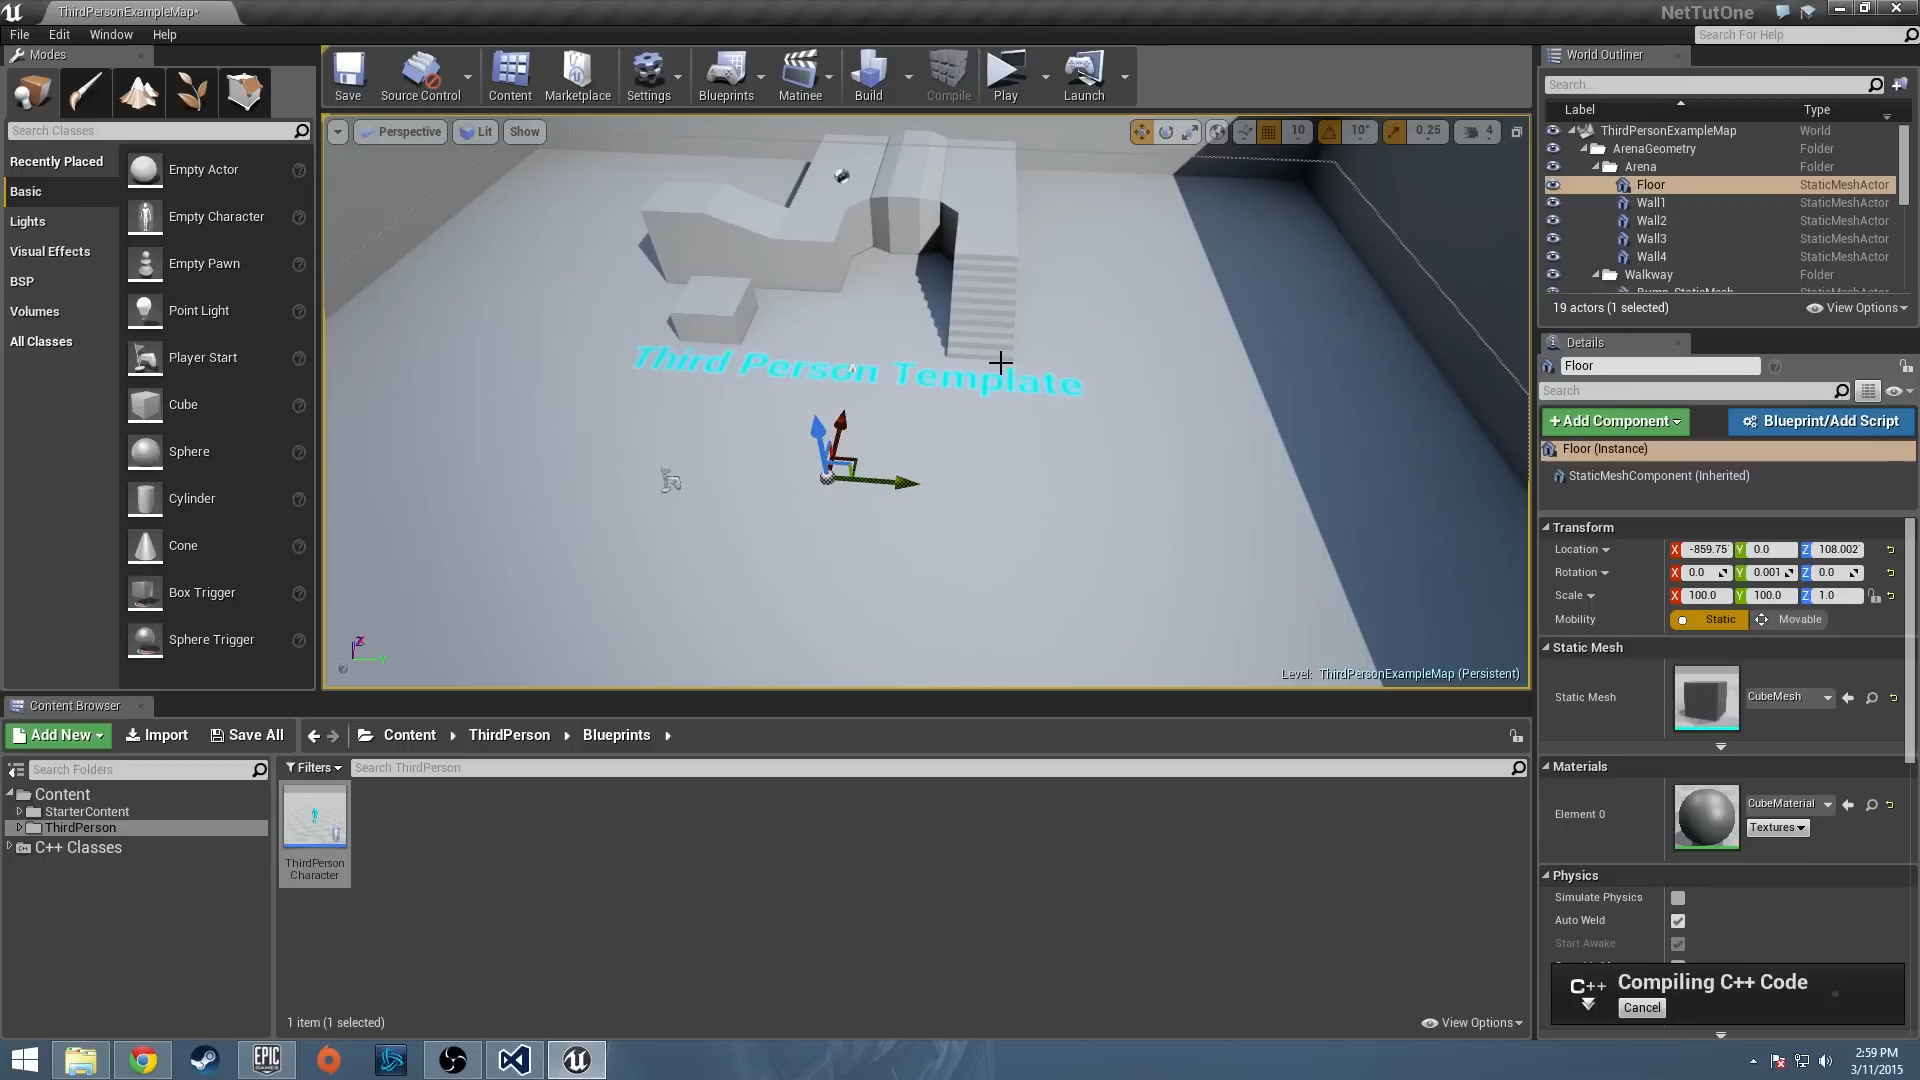 ThirdPersonExampleMap*
NetTutOne
File Edit Window Help
Search For Help
Modes
Search Classes
Recently Placed
Basic
Lights
Visual Effects
BSP
Volumes
All Classes
Empty Actor
Empty Character
Empty Pawn
Point Light
Player Start
Cube
Sphere
Cylinder
Cone
Box Trigger
Sphere Trigger
Save
Source Control
Content
Marketplace
Settings
Blueprints
Matinee
Build
Compile
Play
Launch
Perspective
Lit
Show
10
10°
0.25
4
Third Person Template
Level: ThirdPersonExampleMap (Persistent)
World Outliner
Search...
Label Type
ThirdPersonExampleMap World
ArenaGeometry Folder
Arena Folder
Floor StaticMeshActor
Wall1 StaticMeshActor
Wall2 StaticMeshActor
Wall3 StaticMeshActor
Wall4 StaticMeshActor
Walkway Folder
19 actors (1 selected)
View Options
Details
Floor
Search
+Add Component
Blueprint/Add Script
Floor (Instance)
StaticMeshComponent (Inherited)
Transform
Location X -859.75 Y 0.0 Z 108.002
Rotation X 0.0 Y 0.001 Z 0.0
Scale X 100.0 Y 100.0 Z 1.0
Mobility Static Movable
Static Mesh
Static Mesh CubeMesh
Materials
Element 0 CubeMaterial
Textures
Physics
Simulate Physics
Auto Weld
Start Awake
C++ Compiling C++ Code
Cancel
Content Browser
Add New Import Save All Content ThirdPerson Blueprints
Search Folders
Filters Search ThirdPerson
Content
StarterContent
ThirdPerson
C++ Classes
ThirdPerson
Character
1 item (1 selected)
View Options
EPIC
GAMES
2:59 PM
3/11/2015